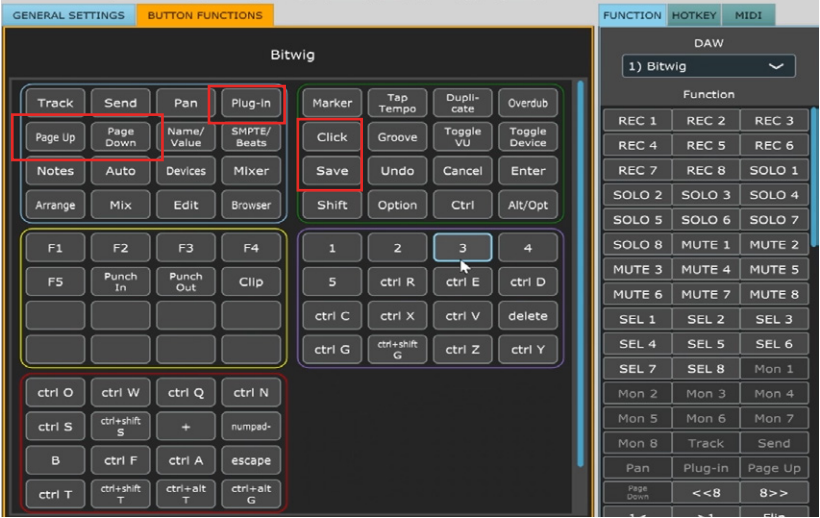 GENERAL SETTINGS BUTTON FUNCTIONS
FUNCTION HOTKEY MIDI
Bitwig
Track Send Pan Plug-in
Page Up Page Down Name/Value SMPTE/Beats
Notes Auto Devices Mixer
Arrange Mix Edit Browser
Marker Tap Tempo Dupli-cate Overdub
Click Groove Toggle VU Toggle Device
Save Undo Cancel Enter
Shift Option Ctrl Alt/Opt
F1 F2 F3 F4
F5 Punch In Punch Out Clip
1 2 3 4
5 ctrl R ctrl E ctrl D
ctrl C ctrl X ctrl V delete
ctrl G ctrl+shift G ctrl Z ctrl Y
ctrl O ctrl W ctrl Q ctrl N
ctrl S ctrl+shift S + numpad-
B ctrl F ctrl A escape
ctrl T ctrl+shift T ctrl+alt T ctrl+alt G
DAW
1) Bitwig
Function
REC 1 REC 2 REC 3
REC 4 REC 5 REC 6
REC 7 REC 8 SOLO 1
SOLO 2 SOLO 3 SOLO 4
SOLO 5 SOLO 6 SOLO 7
SOLO 8 MUTE 1 MUTE 2
MUTE 3 MUTE 4 MUTE 5
MUTE 6 MUTE 7 MUTE 8
SEL 1 SEL 2 SEL 3
SEL 4 SEL 5 SEL 6
SEL 7 SEL 8 Mon 1
Mon 2 Mon 3 Mon 4
Mon 5 Mon 6 Mon 7
Mon 8 Track Send
Pan Plug-in Page Up
Page Down <<8 8>>